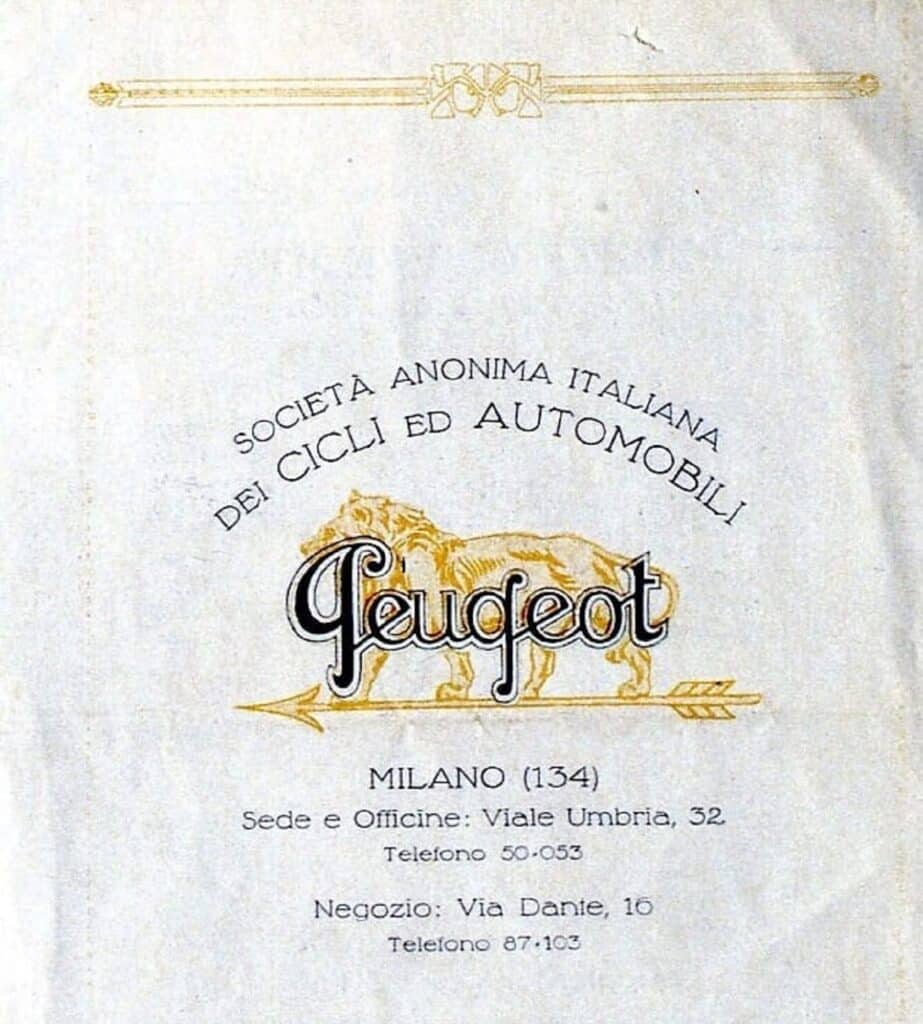 SOCIETÀ ANONIMA ITALIANA
DEI CICLI ED AUTOMOBILI
Peugeot
MILANO (134)
Sede e Officine: Viale Umbria, 32
Telefono 50-053
Negozio: Via Dante, 16
Telefono 87-103